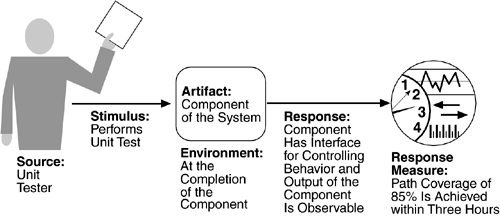 Source:
Unit
Tester
Stimulus:
Performs
Unit Test
Artifact:
Component
of the System
Environment:
At the
Completion
of the
Component
Response:
Component
Has Interface
for Controlling
Behavior and
Output of the
Component
Is Observable
1
2
3
4
Response
Measure:
Path Coverage of
85% Is Achieved
within Three Hours